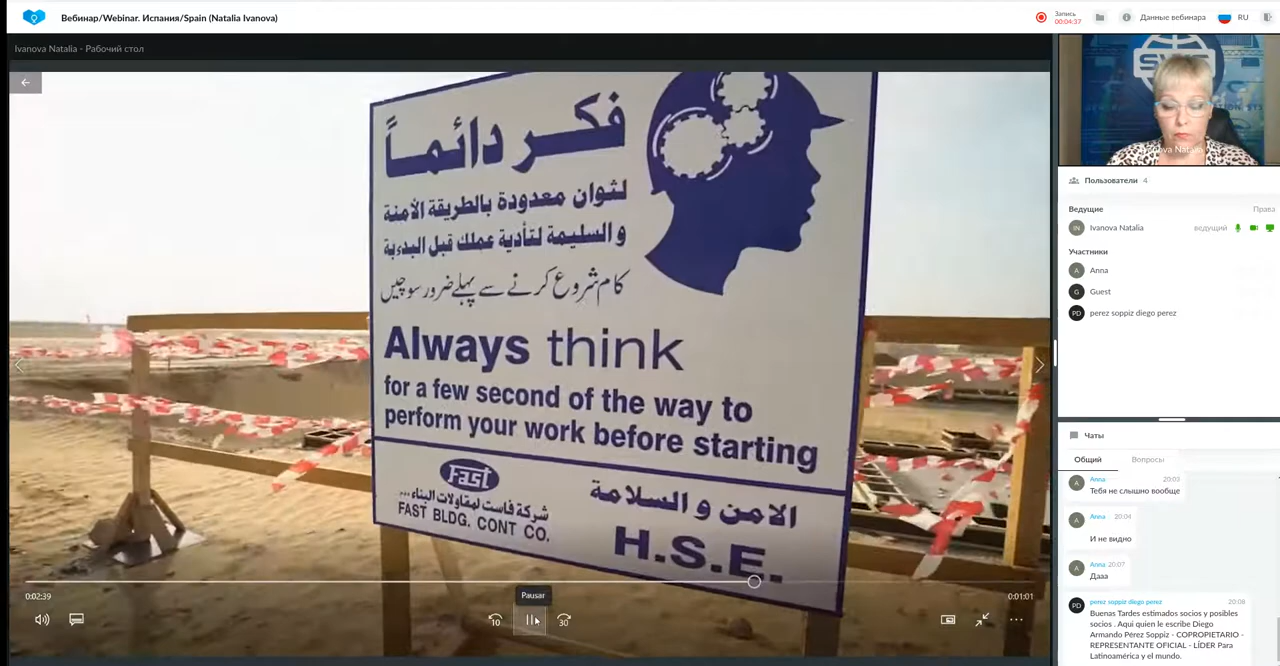 Вебинар/Webinar. Испания/Spain (Natalia Ivanova)
Запись
00:04:37
Данные вебинара
RU
Ivanova Natalia - Рабочий стол
فكر دائماً
لثوان معدودة بالطريقة الآمنة
و السليمة لتأدية عملك قبل البدء به
کام شروع کرنے سے پہلے ضرور سوچیں
Always think
for a few second of the way to
perform your work before starting
Fast
شركة فاست لمقاولات البناء...
FAST BLDG. CONT CO.
الامن و السلامة
H.S.E.
Pausar
0:02:39
0:01:01
10
30
Пользователи 4
Ведущие
Права
IN
Ivanova Natalia
ведущий
Участники
A
Anna
G
Guest
PD
perez soppiz diego perez
Чаты
Общий
Вопросы
A
Anna 20:03
Тебя не слышно вообще
A
Anna 20:04
И не видно
A
Anna 20:07
Дааа
PD
perez soppiz diego perez 20:08
Buenas Tardes estimados socios y posibles
socios . Aqui quien le escribe Diego
Armando Pérez Soppiz - COPROPIETARIO -
REPRESENTANTE OFICIAL - LÍDER Para
Latinoamérica y el mundo.